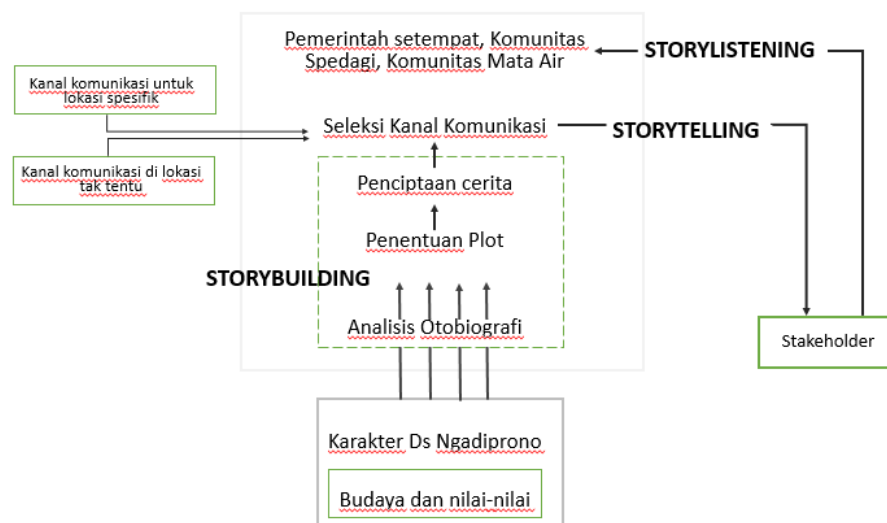 Pemerintah setempat, Komunitas
Spedagi, Komunitas Mata Air
STORYLISTENING
Kanal komunikasi untuk
lokasi spesifik
Seleksi Kanal Komunikasi
STORYTELLING
Kanal komunikasi di lokasi
tak tentu
Penciptaan cerita
Penentuan Plot
STORYBUILDING
Analisis Otobiografi
Stakeholder
Karakter Ds Ngadiprono
Budaya dan nilai-nilai